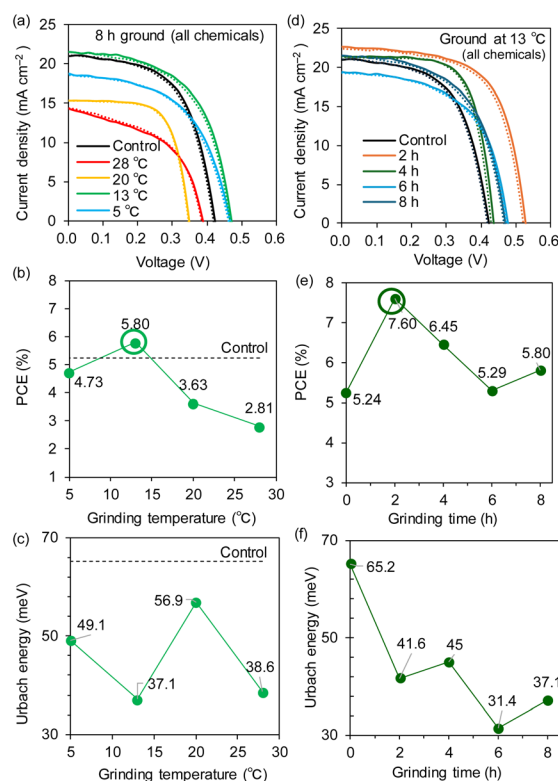 (a)
8 h ground (all chemicals)
Current density (mA cm⁻²)
25
20
15
10
5
0
Control
28 °C
20 °C
13 °C
5 °C
0.0 0.1 0.2 0.3 0.4 0.5 0.6
Voltage (V)
(d)
Ground at 13 °C
(all chemicals)
Current density (mA cm⁻²)
25
20
15
10
5
0
Control
2 h
4 h
6 h
8 h
0.0 0.1 0.2 0.3 0.4 0.5 0.6
Voltage (V)
(b)
PCE (%)
8
7
6
5
4
3
2
1
5.80
Control
4.73
3.63
2.81
5 10 15 20 25 30
Grinding temperature (°C)
(e)
PCE (%)
8
7
6
5
4
3
7.60
6.45
5.80
5.29
5.24
0 2 4 6 8
Grinding time (h)
(c)
Urbach energy (meV)
70
50
30
Control
56.9
49.1
37.1
38.6
5 10 15 20 25 30
Grinding temperature (°C)
(f)
Urbach energy (meV)
70
50
30
65.2
41.6
45
31.4
37.1
0 2 4 6 8
Grinding time (h)